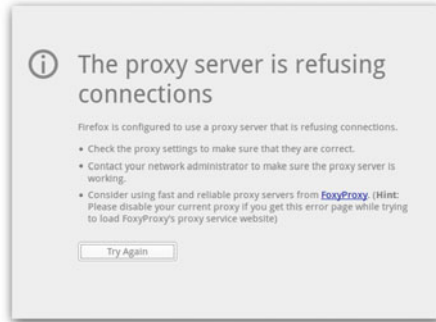 The proxy server is refusing
connections
Firefox is configured to use a proxy server that is refusing connections.
• Check the proxy settings to make sure that they are correct.
• Contact your network administrator to make sure the proxy server is
working.
• Consider using fast and reliable proxy servers from FoxyProxy. (Hint:
Please disable your current proxy if you get this error page while trying
to load FoxyProxy's proxy service website)
Try Again